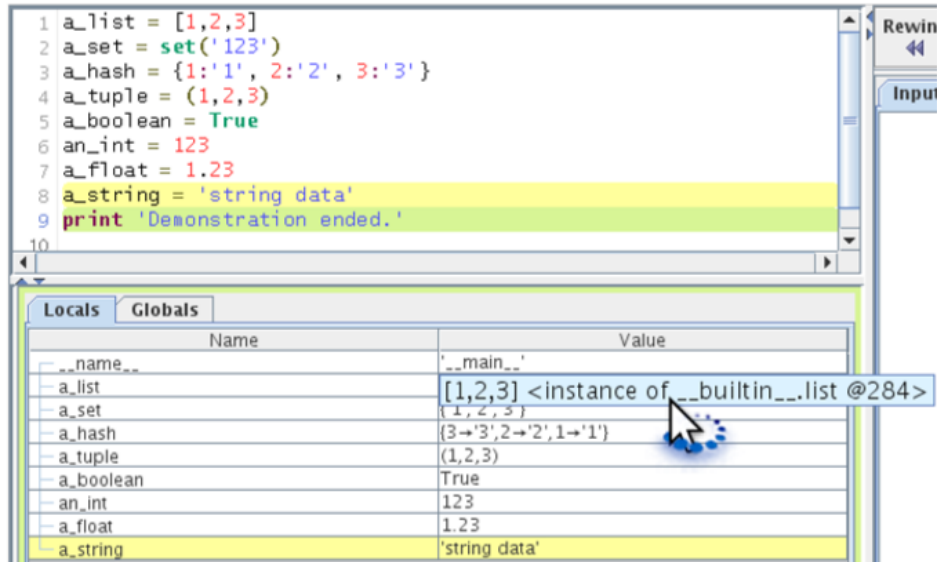 1 a_list = [1,2,3]
2 a_set = set('123')
3 a_hash = {1:'1', 2:'2', 3:'3'}
4 a_tuple = (1,2,3)
5 a_boolean = True
6 an_int = 123
7 a_float = 1.23
8 a_string = 'string data'
9 print 'Demonstration ended.'
10
Rewin
Input
Locals Globals
Name Value
__name__ '__main__'
a_list [1,2,3] <instance of __builtin__.list @284>
a_set
a_hash {3→'3',2→'2',1→'1'}
a_tuple (1,2,3)
a_boolean True
an_int 123
a_float 1.23
a_string 'string data'